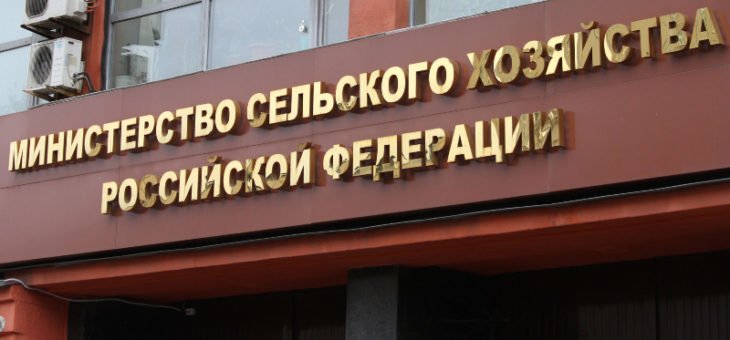 МИНИСТЕРСТВО СЕЛЬСКОГО ХОЗЯЙСТВА
РОССИЙСКОЙ ФЕДЕРАЦИИ